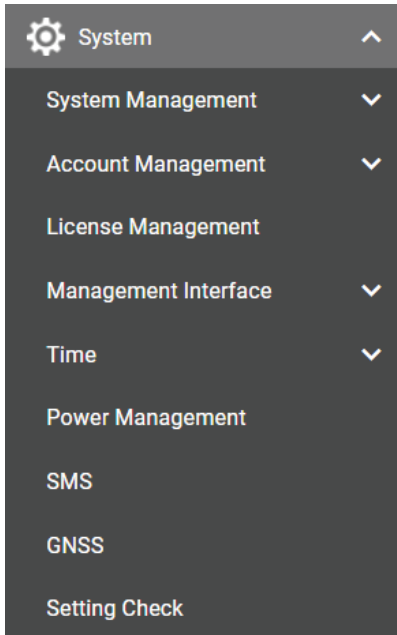 System
System Management
Account Management
License Management
Management Interface
Time
Power Management
SMS
GNSS
Setting Check